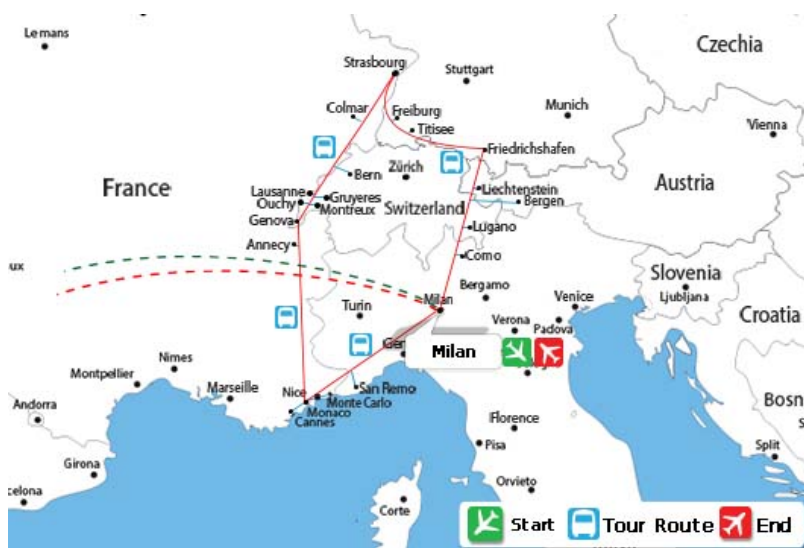 Le mans
Czechia
Strasbourg
Stuttgart
Colmar
Freiburg
Munich
Titisee
Vienna
Friedrichshafen
Bern
Zürich
France
Lausanne
Gruyeres
Liechtenstein
Austria
Ouchy
Montreux
Switzerland
Bergen
Genova
Lugano
Annecy
Como
Slovenia
Bergamo
Ljubljana
Milan
Turin
Venice
Croatia
Verona
Padova
Milan
Nimes
Montpellier
Marseille
Nice
San Remo
Monte Carlo
Monaco
Cannes
Andorra
Florence
Pisa
Split
Girona
Orvieto
Corte
Start
Tour Route
End